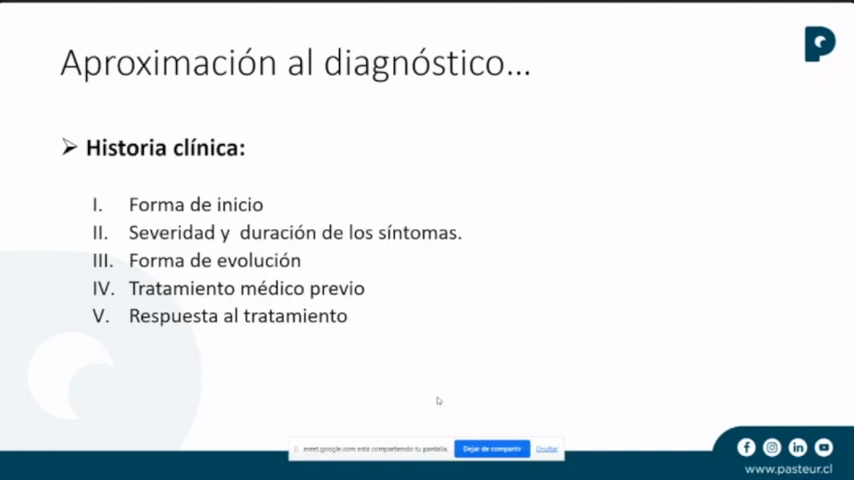 Aproximación al diagnóstico...
P
➢ Historia clínica:
I. Forma de inicio
II. Severidad y duración de los síntomas.
III. Forma de evolución
IV. Tratamiento médico previo
V. Respuesta al tratamiento
meet.google.com está compartiendo tu pantalla. Dejar de compartir Ocultar
www.pasteur.cl